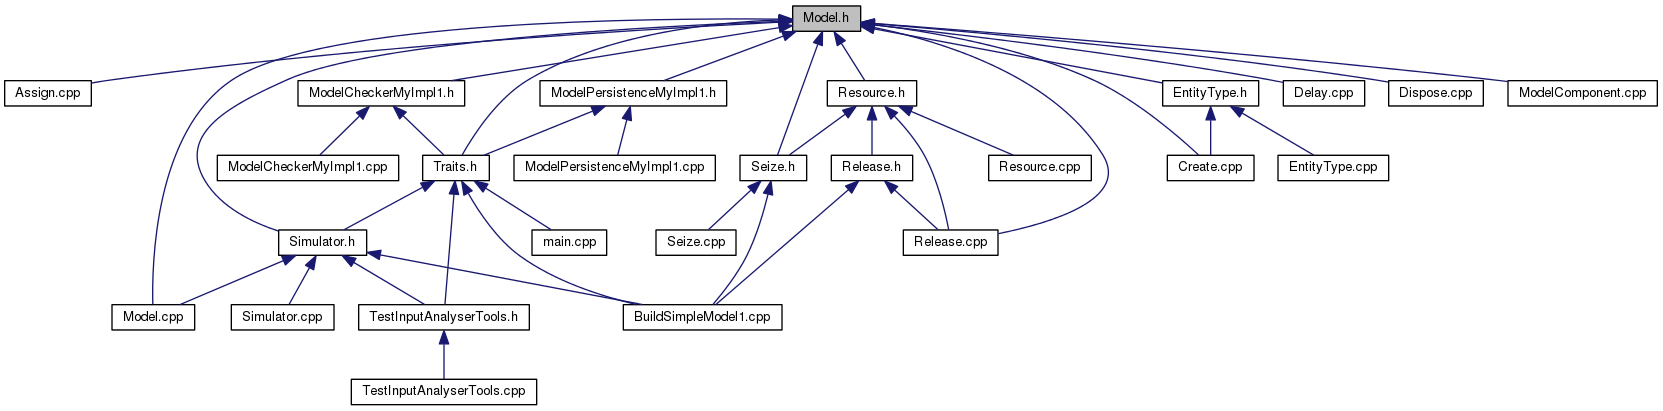 Model.h
Assign.cpp
ModelCheckerMyImpl1.h
ModelPersistenceMyImpl1.h
Resource.h
EntityType.h
Delay.cpp
Dispose.cpp
ModelComponent.cpp
ModelCheckerMyImpl1.cpp
Traits.h
ModelPersistenceMyImpl1.cpp
Seize.h
Release.h
Resource.cpp
Create.cpp
EntityType.cpp
Simulator.h
main.cpp
Seize.cpp
Release.cpp
Model.cpp
Simulator.cpp
TestInputAnalyserTools.h
BuildSimpleModel1.cpp
TestInputAnalyserTools.cpp